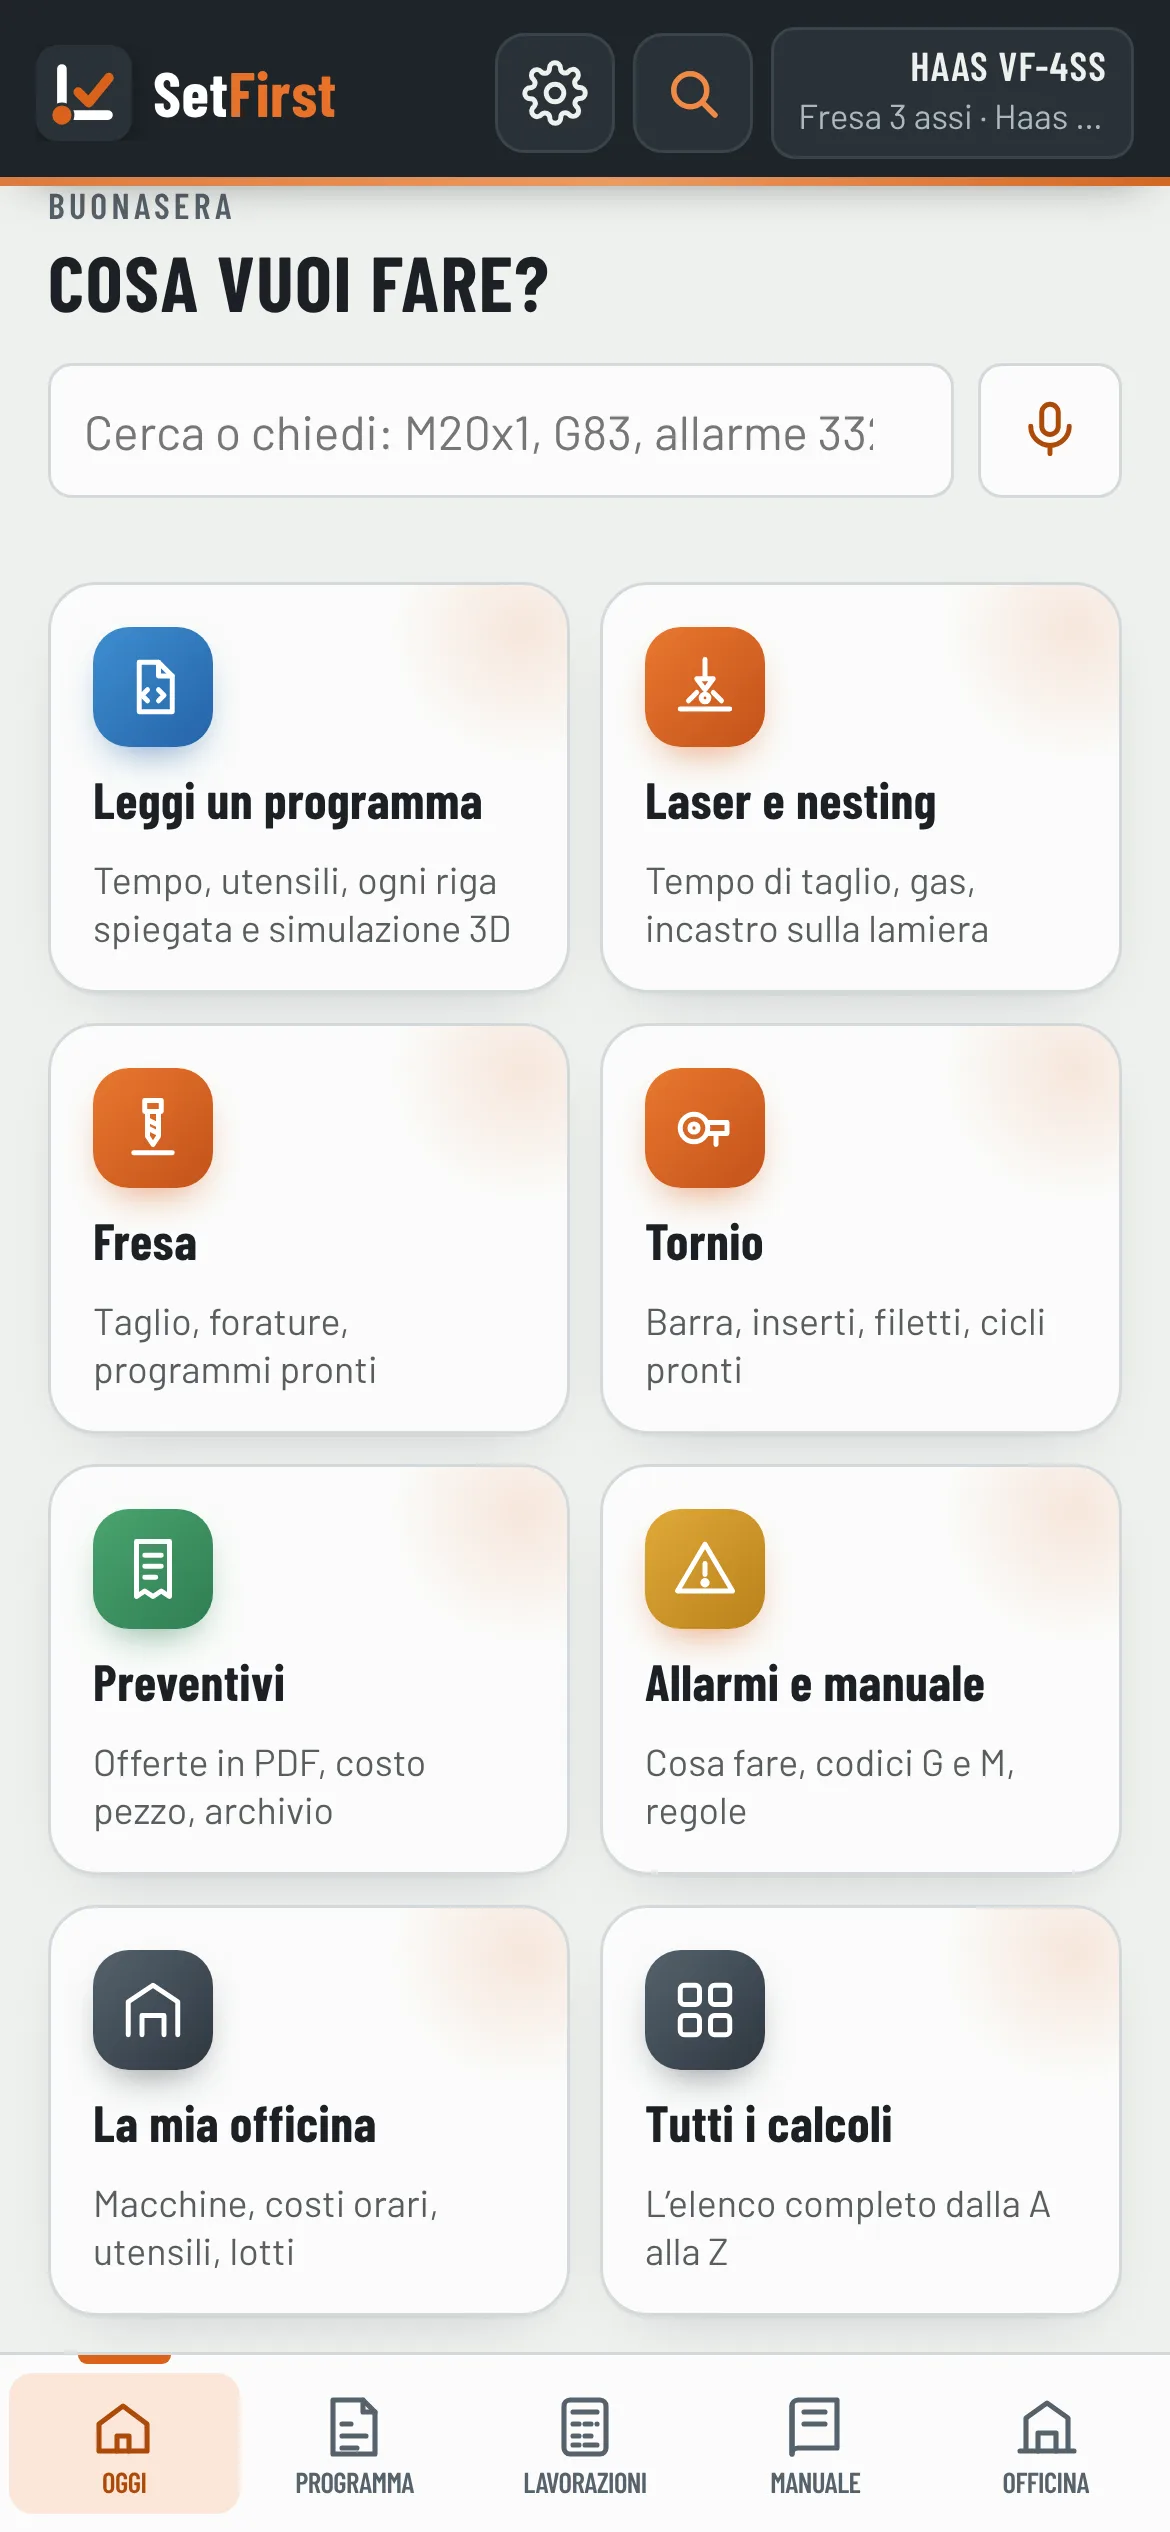 SetFirst
HAAS VF-4SS
Fresa 3 assi · Haas ...
BUONASERA
COSA VUOI FARE?
Cerca o chiedi: M20x1, G83, allarme 33
Leggi un programma
Tempo, utensili, ogni riga
spiegata e simulazione 3D
Laser e nesting
Tempo di taglio, gas,
incastro sulla lamiera
Fresa
Taglio, forature,
programmi pronti
Tornio
Barra, inserti, filetti, cicli
pronti
Preventivi
Offerte in PDF, costo
pezzo, archivio
Allarmi e manuale
Cosa fare, codici G e M,
regole
La mia officina
Macchine, costi orari,
utensili, lotti
Tutti i calcoli
L’elenco completo dalla A
alla Z
OGGI
PROGRAMMA
LAVORAZIONI
MANUALE
OFFICINA